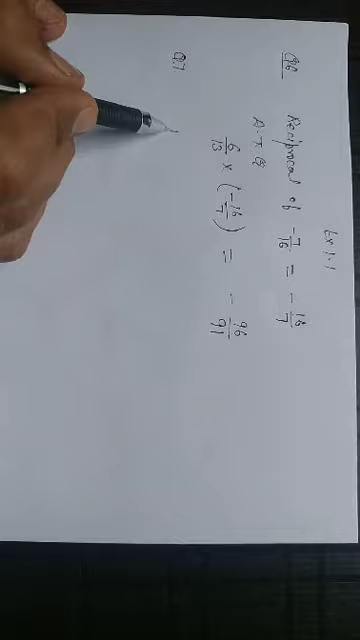 Ex 1.1
Q6 Reciprocal of -7/16 = -16/7
A.T.Q
6/13 × (-16/7) = -96/91
Q7